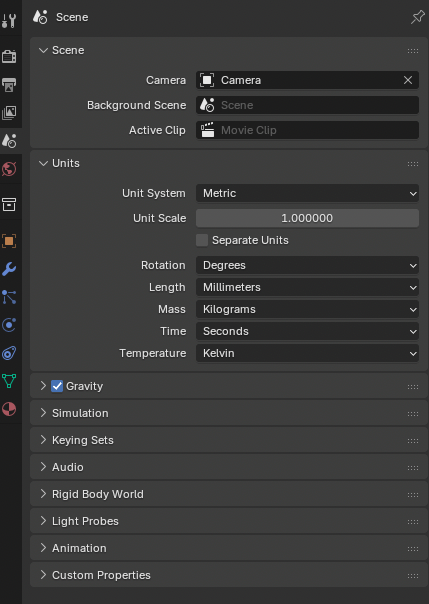 Scene
Scene
Camera Camera
Background Scene Scene
Active Clip Movie Clip
Units
Unit System Metric
Unit Scale 1.000000
Separate Units
Rotation Degrees
Length Millimeters
Mass Kilograms
Time Seconds
Temperature Kelvin
Gravity
Simulation
Keying Sets
Audio
Rigid Body World
Light Probes
Animation
Custom Properties